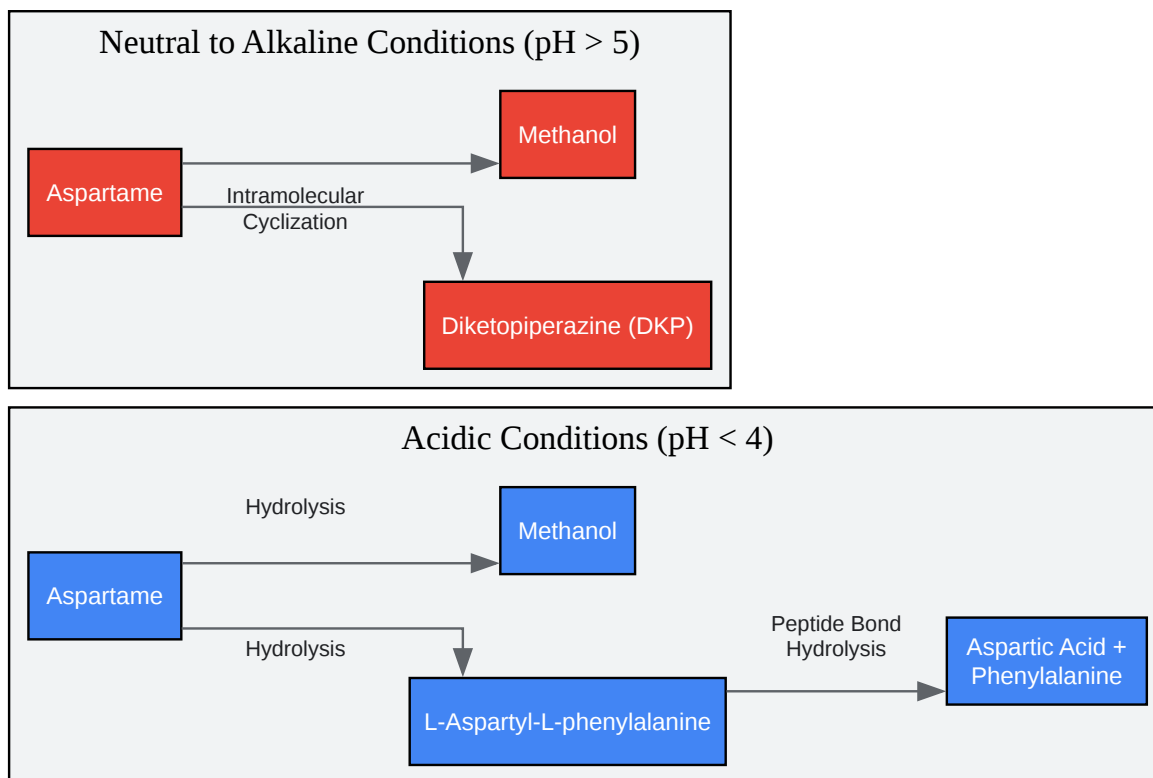 Neutral to Alkaline Conditions (pH > 5)
Methanol
Aspartame
Intramolecular
Cyclization
Diketopiperazine (DKP)
Acidic Conditions (pH < 4)
Hydrolysis
Methanol
Aspartame
Hydrolysis
Peptide Bond
Hydrolysis
Aspartic Acid +
Phenylalanine
L-Aspartyl-L-phenylalanine